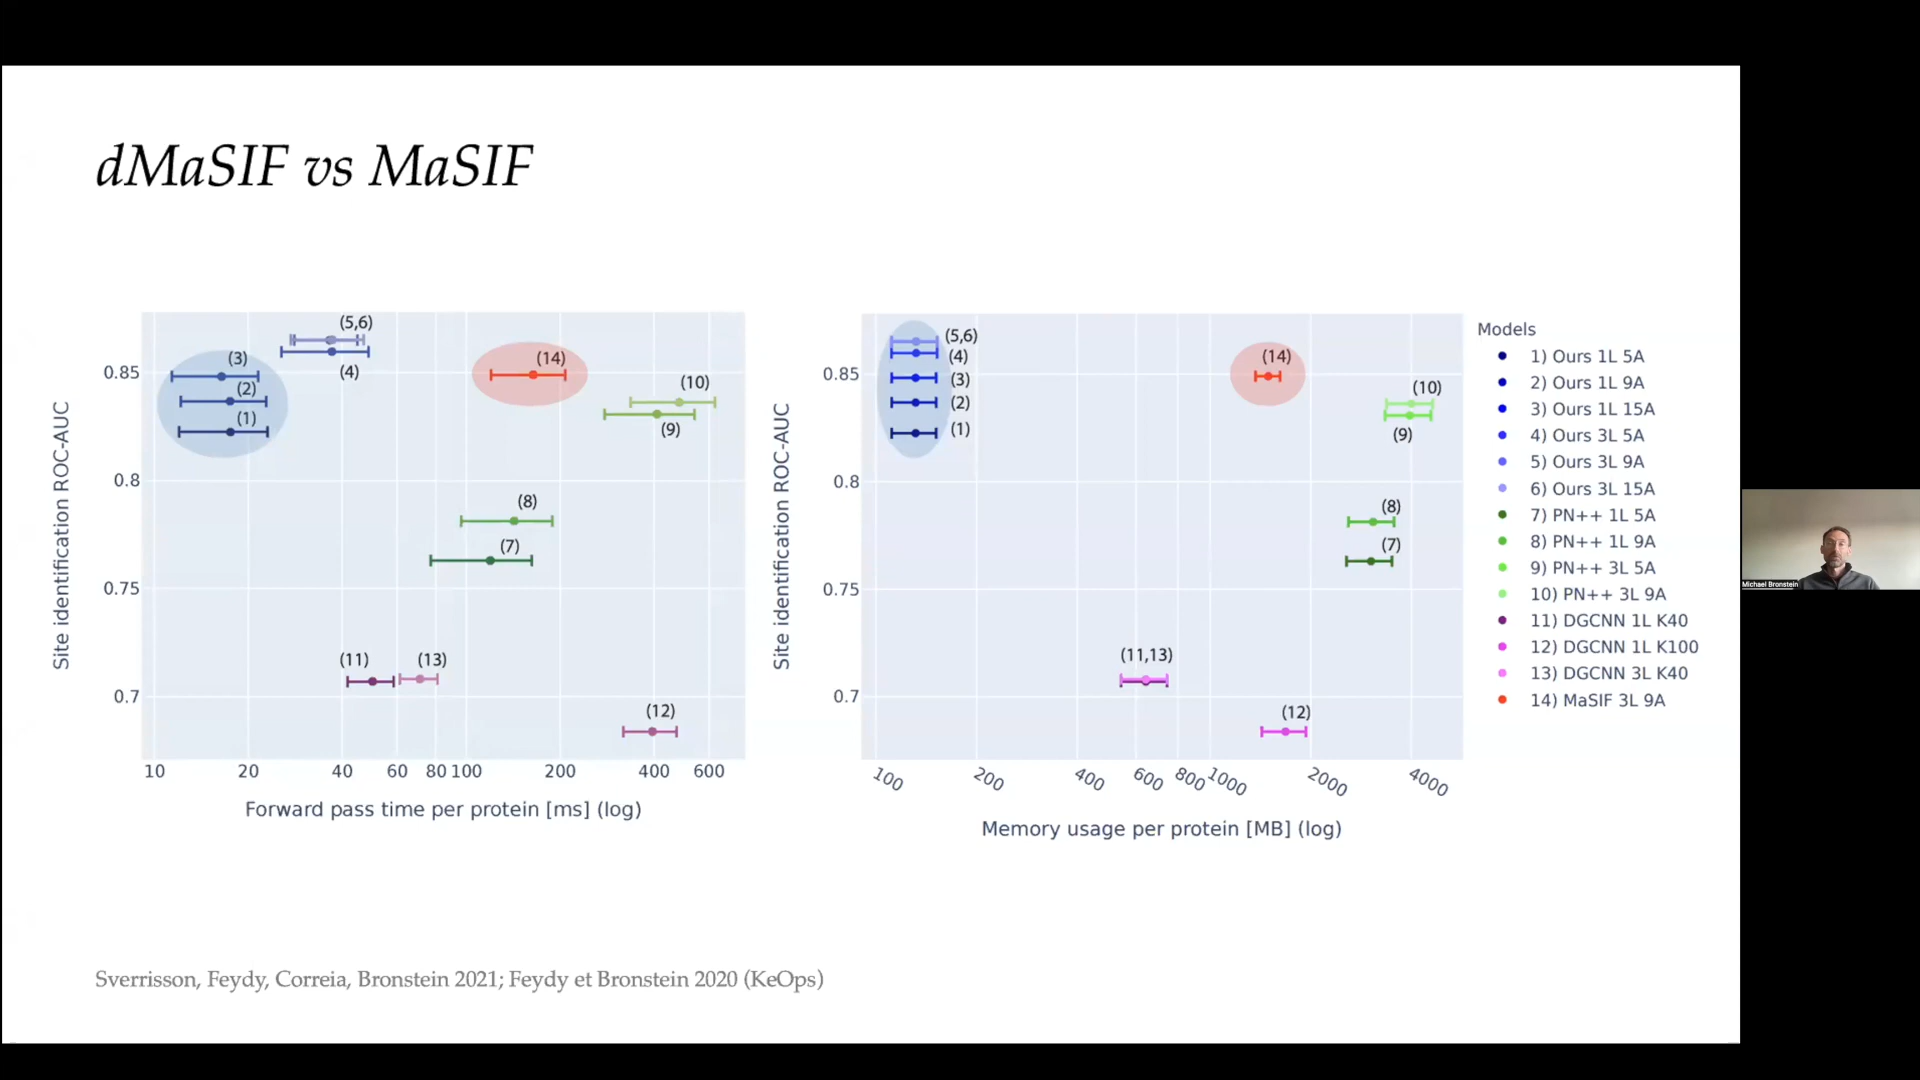 dMaSIF vs MaSIF
Site identification ROC-AUC
0.85
0.8
0.75
0.7
(5,6)
(3)
(4)
(2)
(1)
(14)
(10)
(9)
(8)
(7)
(11)
(13)
(12)
10
20
40
60
80
100
200
400
600
Forward pass time per protein [ms] (log)
Site identification ROC-AUC
0.85
0.8
0.75
0.7
(5,6)
(4)
(3)
(2)
(1)
(14)
(10)
(9)
(8)
(7)
(11,13)
(12)
100
200
400
600
800
1000
2000
4000
Memory usage per protein [MB] (log)
Models
1) Ours 1L 5A
2) Ours 1L 9A
3) Ours 1L 15A
4) Ours 3L 5A
5) Ours 3L 9A
6) Ours 3L 15A
7) PN++ 1L 5A
8) PN++ 1L 9A
9) PN++ 3L 5A
10) PN++ 3L 9A
11) DGCNN 1L K40
12) DGCNN 1L K100
13) DGCNN 3L K40
14) MaSIF 3L 9A
Michael Bronstein
Sverrisson, Feydy, Correia, Bronstein 2021; Feydy et Bronstein 2020 (KeOps)